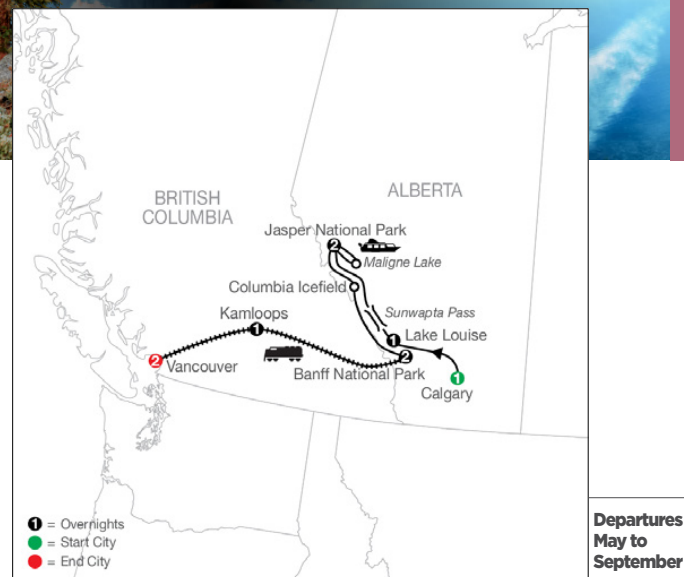 BRITISH
COLUMBIA
ALBERTA
Jasper National Park
2
Maligne Lake
Columbia Icefield
Sunwapta Pass
Kamloops
1
1 Lake Louise
2 Vancouver
2
Banff National Park
1
Calgary
1 = Overnights
= Start City
= End City
Departures
May to
September